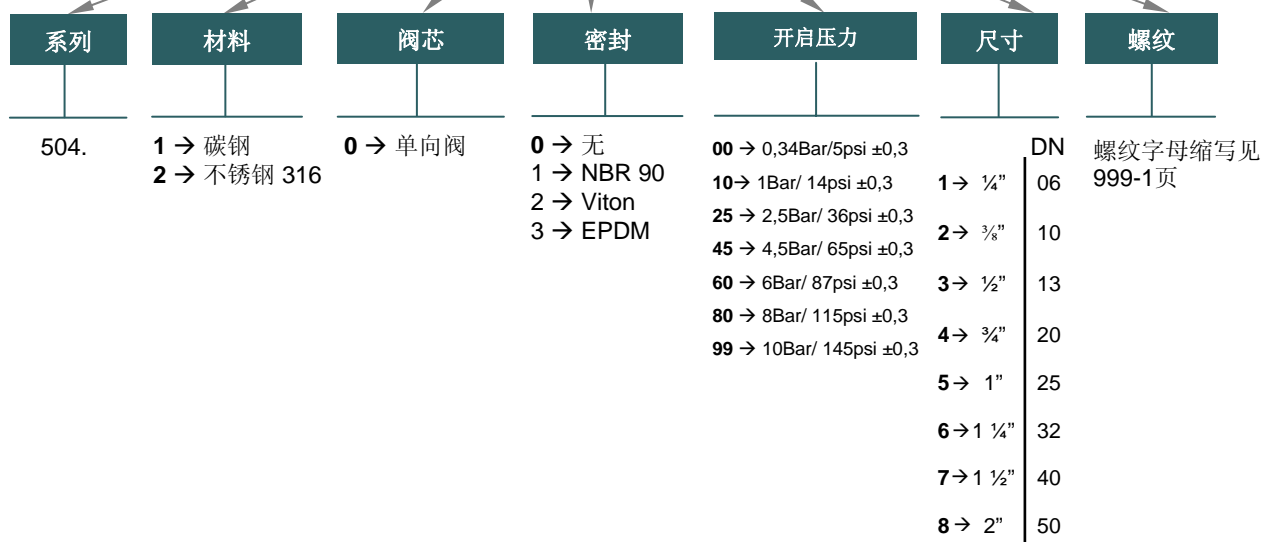 系列
材料
阀芯
密封
开启压力
尺寸
螺纹
504.
1 → 碳钢
2 → 不锈钢 316
0 → 单向阀
0 → 无
1 → NBR 90
2 → Viton
3 → EPDM
00 → 0,34Bar/5psi ±0,3
10→ 1Bar/ 14psi ±0,3
25 → 2,5Bar/ 36psi ±0,3
45 → 4,5Bar/ 65psi ±0,3
60 → 6Bar/ 87psi ±0,3
80 → 8Bar/ 115psi ±0,3
99 → 10Bar/ 145psi ±0,3
DN
1→ ¼” 06
2→ ⅜” 10
3→ ½” 13
4→ ¾” 20
5→ 1” 25
6→1 ¼” 32
7→1 ½” 40
8→ 2” 50
螺纹字母缩写见
999-1页